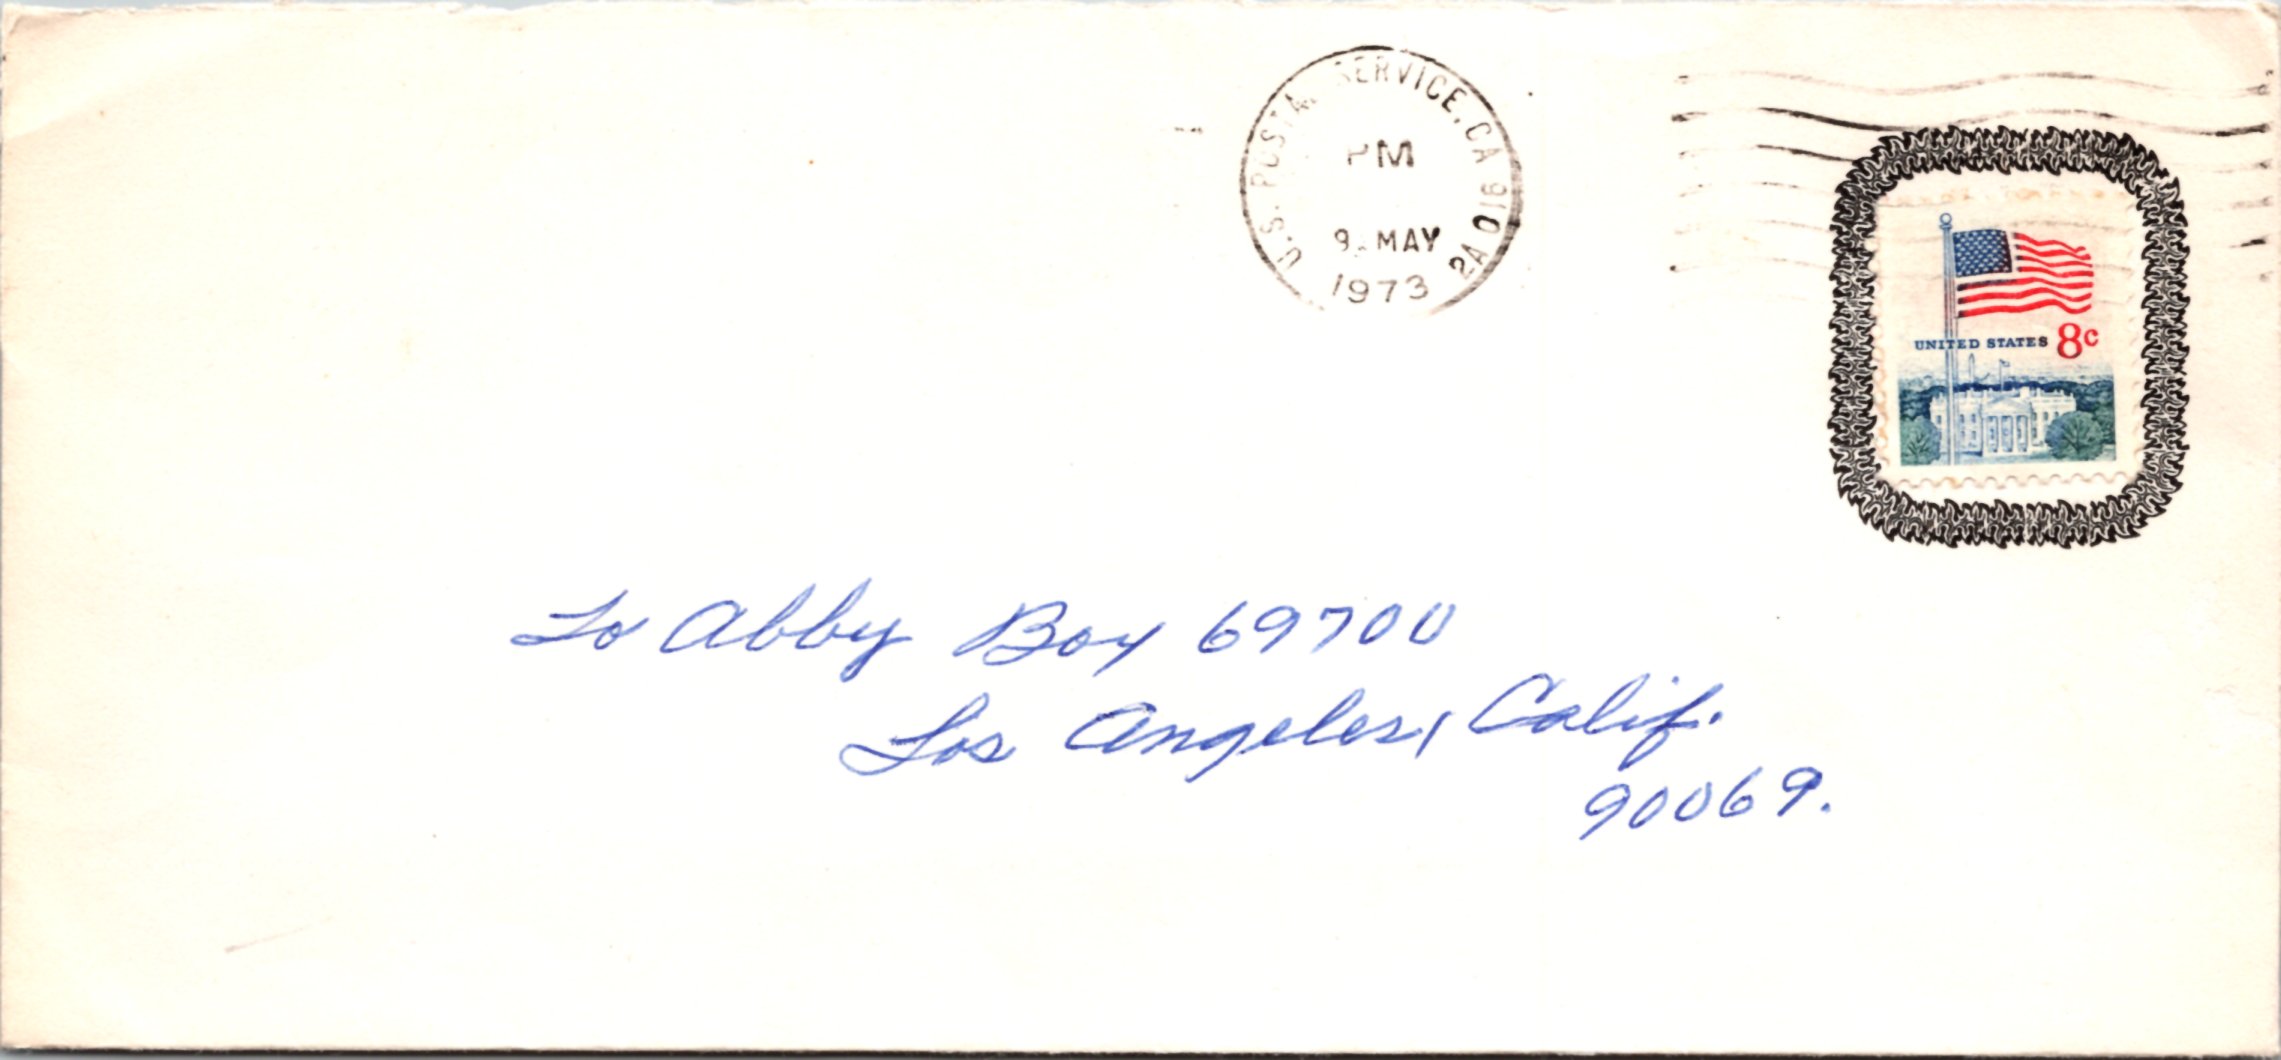 U.S. POSTAL SERVICE, CA 910 2A
PM
9 MAY
1973
UNITED STATES 8c
To Abby Box 69700
Los Angeles, Calif.
90069.